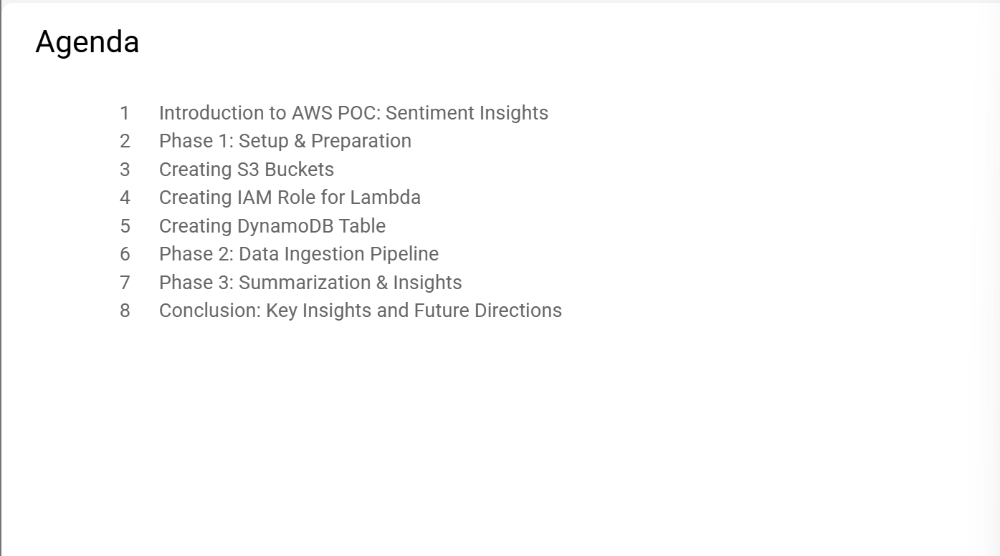 Agenda
1 Introduction to AWS POC: Sentiment Insights
2 Phase 1: Setup & Preparation
3 Creating S3 Buckets
4 Creating IAM Role for Lambda
5 Creating DynamoDB Table
6 Phase 2: Data Ingestion Pipeline
7 Phase 3: Summarization & Insights
8 Conclusion: Key Insights and Future Directions